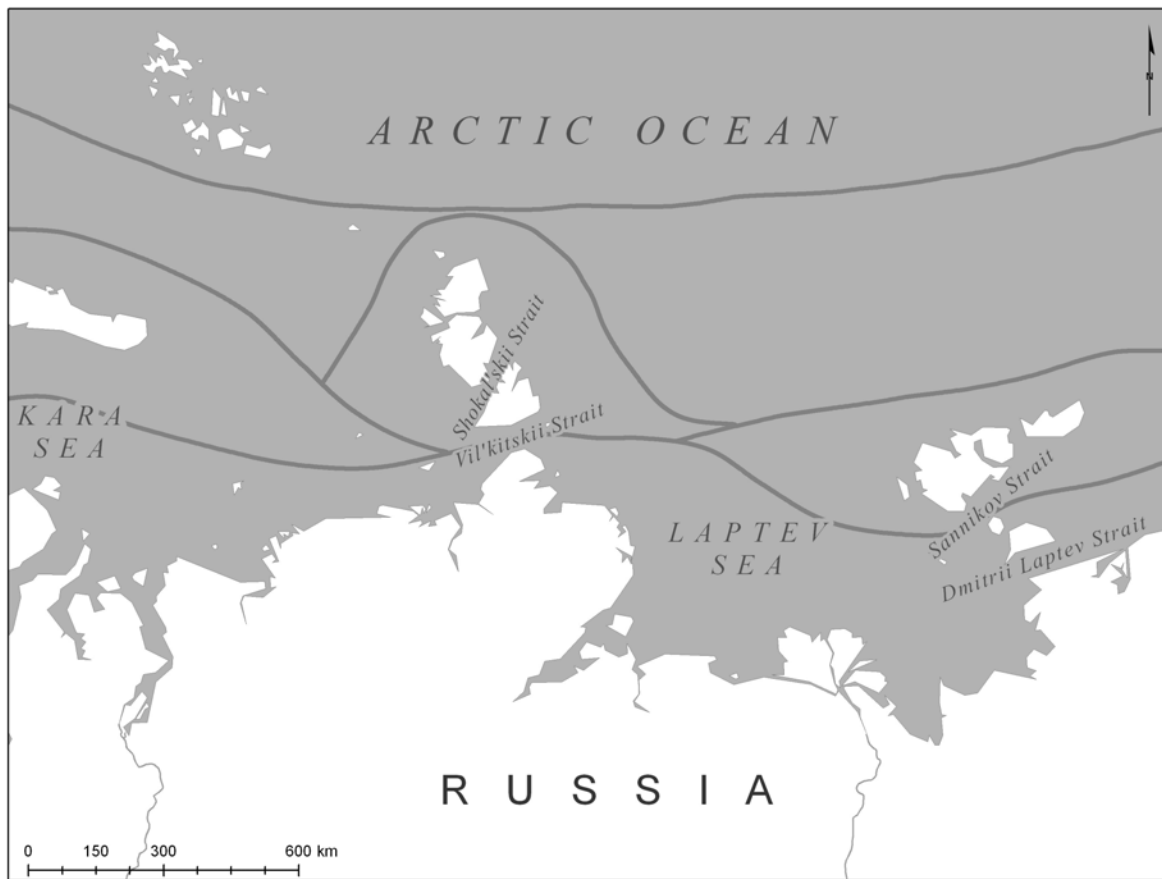 N
ARCTIC OCEAN
Shokal'skii Strait
Vil'kitskii Strait
KARA
SEA
LAPTEV
SEA
Sannikov Strait
Dmitrii Laptev Strait
RUSSIA
0 150 300 600 km